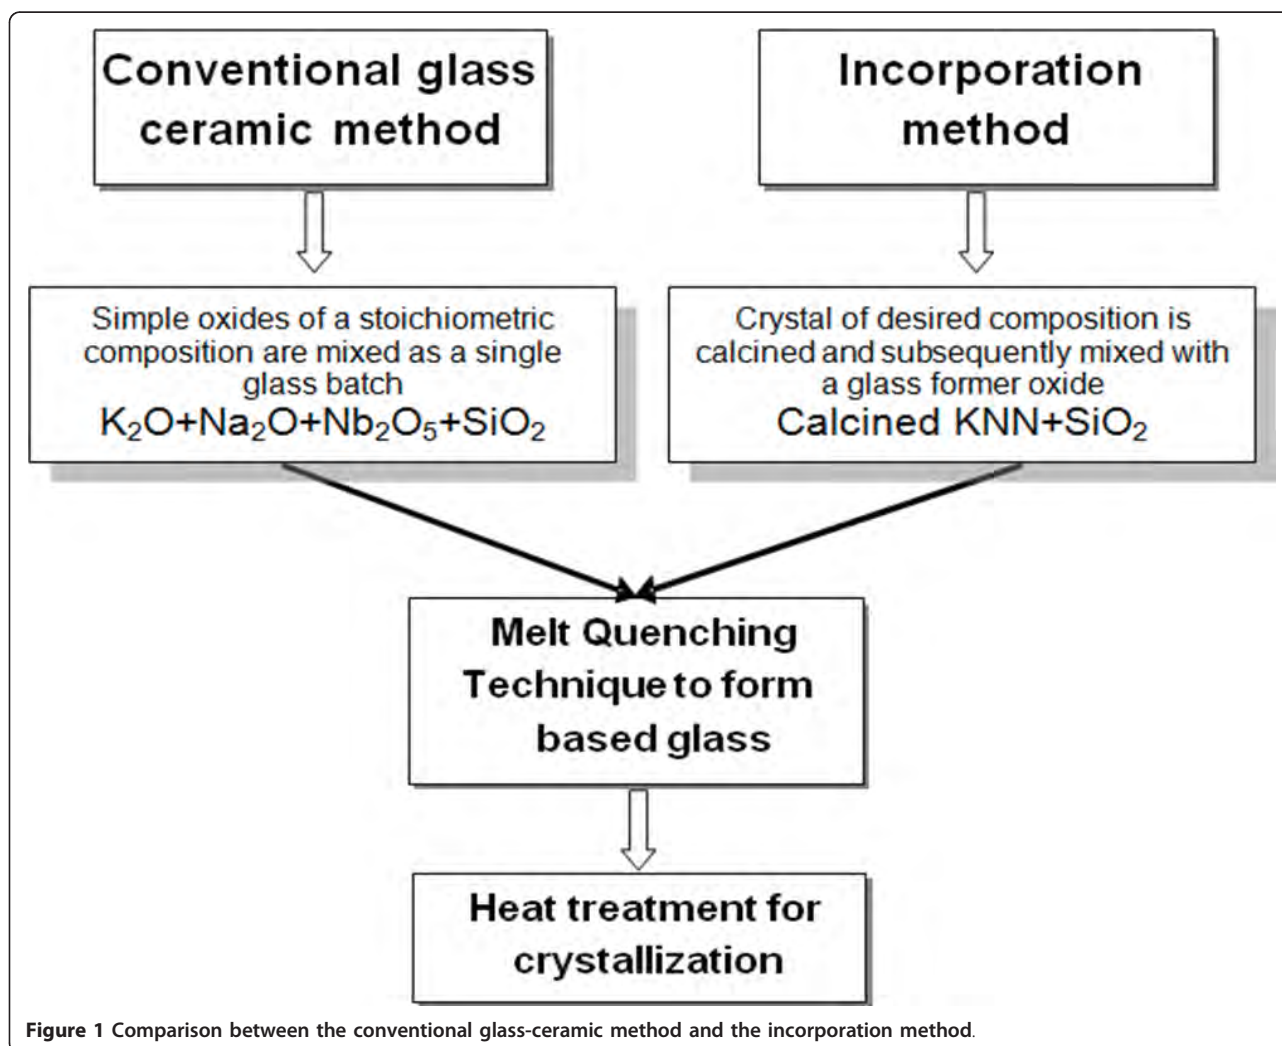 Conventional glass
ceramic method
Incorporation
method
Simple oxides of a stoichiometric
composition are mixed as a single
glass batch
K₂O+Na₂O+Nb₂O₅+SiO₂
Crystal of desired composition is
calcined and subsequently mixed with
a glass former oxide
Calcined KNN+SiO₂
Melt Quenching
Technique to form
based glass
Heat treatment for
crystallization
Figure 1 Comparison between the conventional glass-ceramic method and the incorporation method.